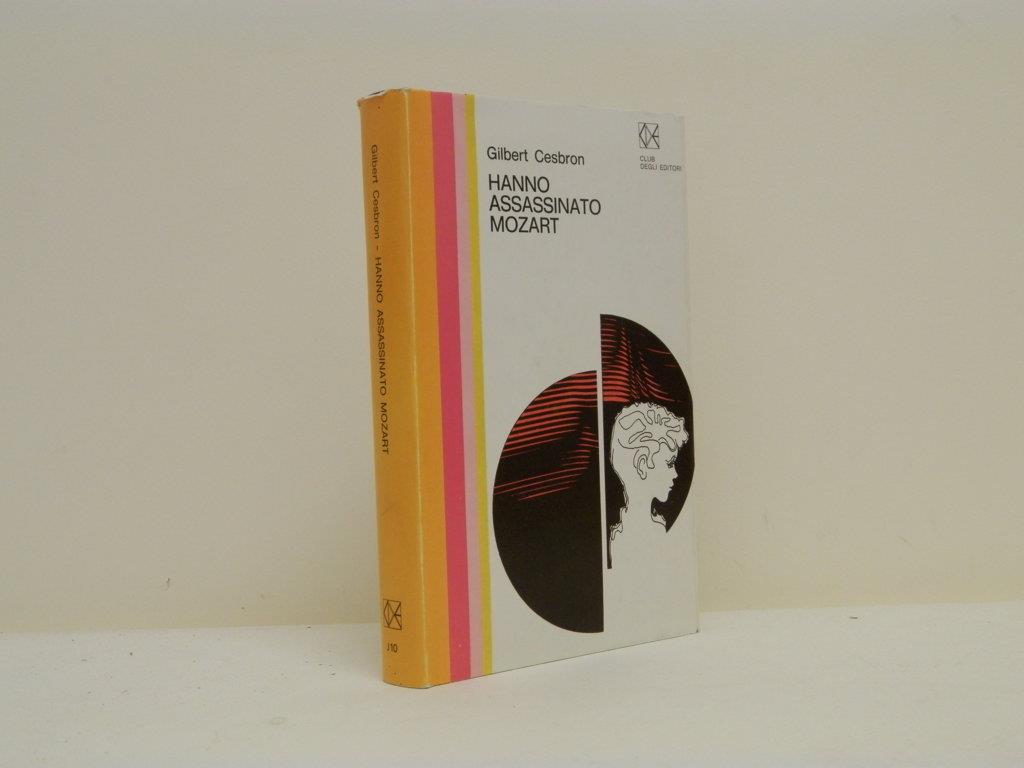 Gilbert Cesbron - HANNO ASSASSINATO MOZART
J10
Gilbert Cesbron
HANNO
ASSASSINATO
MOZART
CLUB
DEGLI EDITORI